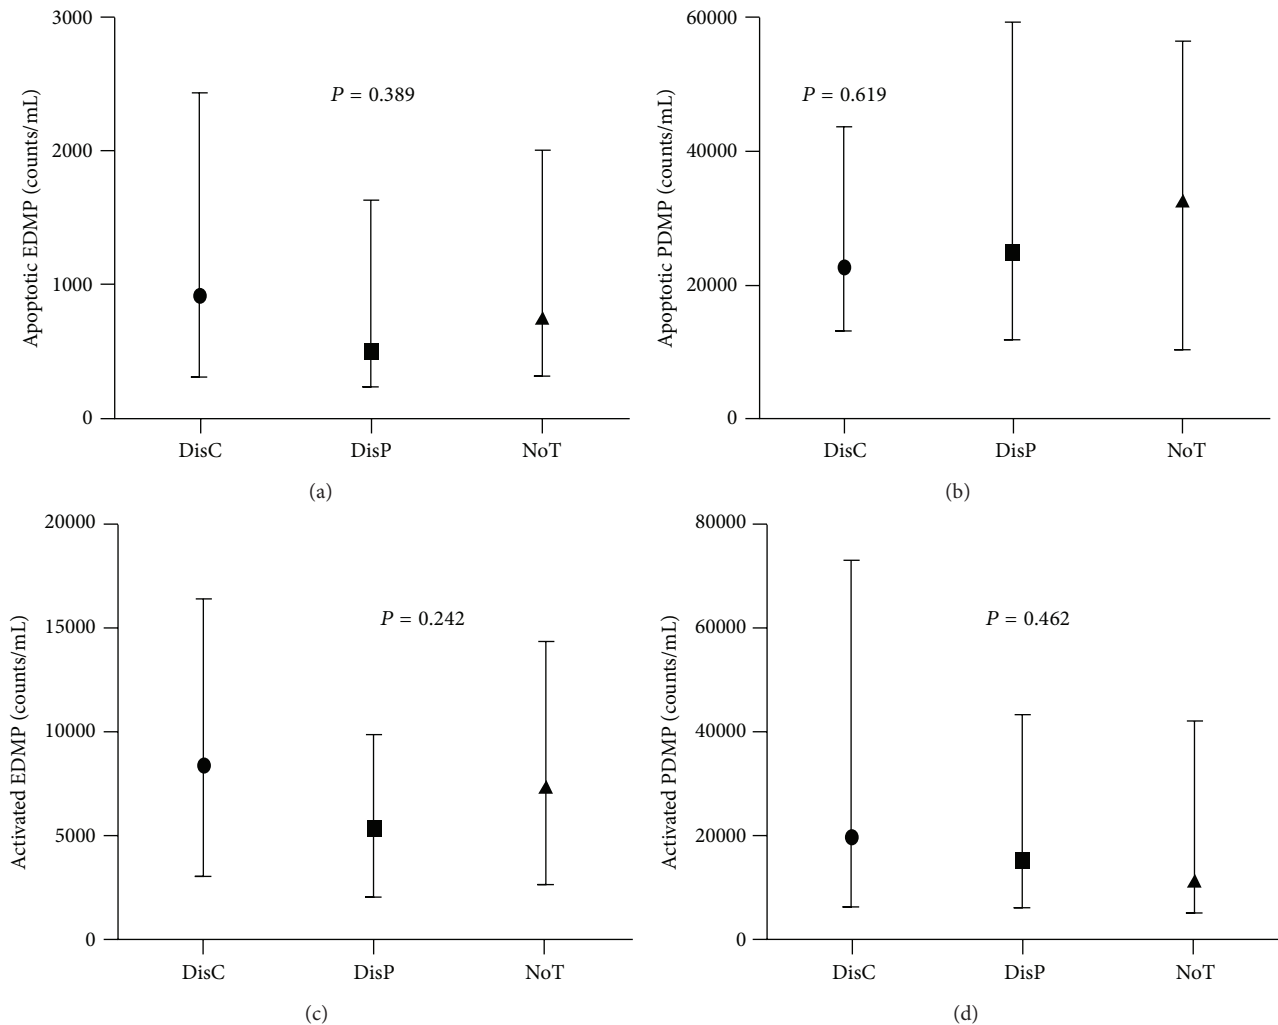 3000
2000
1000
0
Apoptotic EDMP (counts/mL)
P = 0.389
DisC DisP NoT
(a)
60000
40000
20000
0
Apoptotic PDMP (counts/mL)
P = 0.619
DisC DisP NoT
(b)
20000
15000
10000
5000
0
Activated EDMP (counts/mL)
P = 0.242
DisC DisP NoT
(c)
80000
60000
40000
20000
0
Activated PDMP (counts/mL)
P = 0.462
DisC DisP NoT
(d)